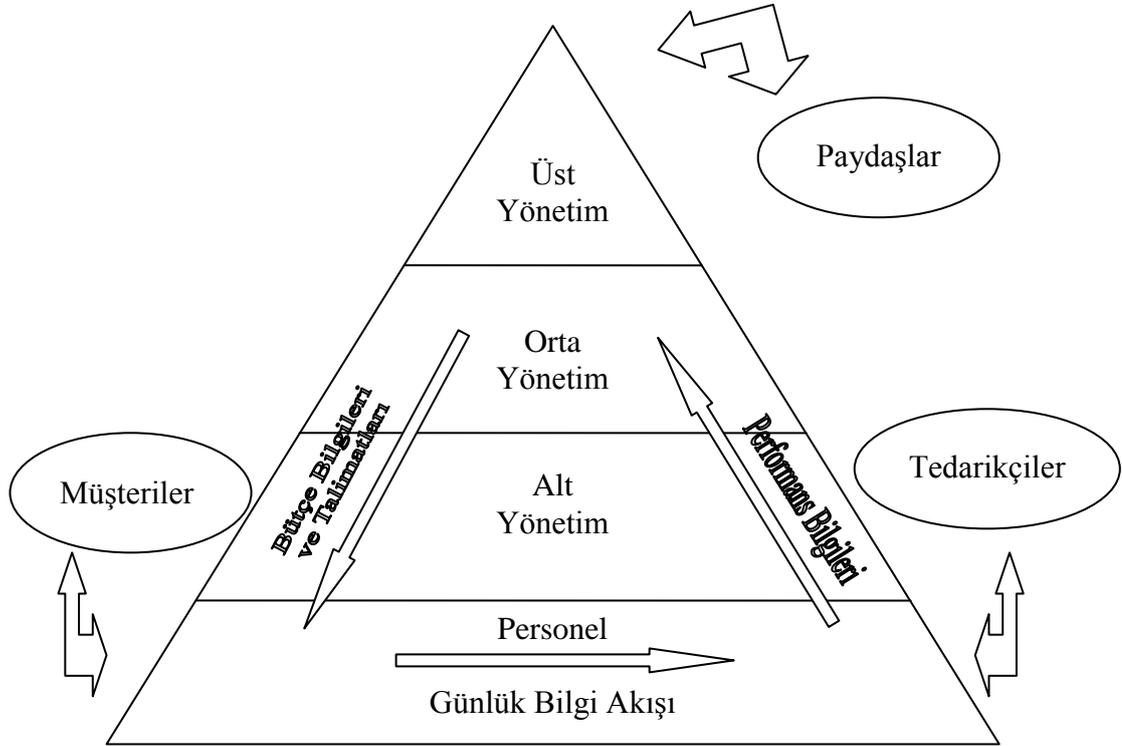 Paydaşlar
Üst
Yönetim
Orta
Yönetim
Bütçe Bilgileri
ve Talimatları
Performans Bilgileri
Müşteriler
Tedarikçiler
Alt
Yönetim
Personel
Günlük Bilgi Akışı